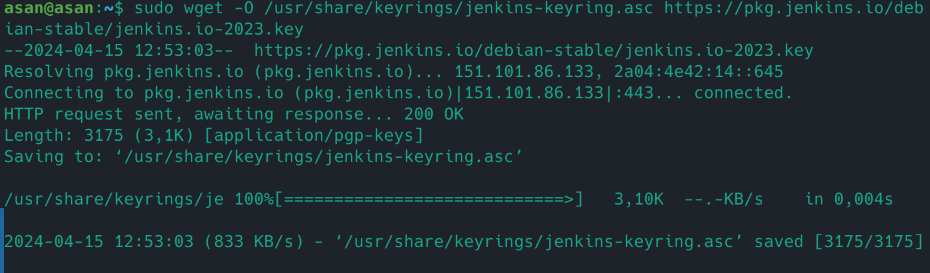 asan@asan:~$ sudo wget -O /usr/share/keyrings/jenkins-keyring.asc https://pkg.jenkins.io/deb
ian-stable/jenkins.io-2023.key
--2024-04-15 12:53:03--  https://pkg.jenkins.io/debian-stable/jenkins.io-2023.key
Resolving pkg.jenkins.io (pkg.jenkins.io)... 151.101.86.133, 2a04:4e42:14::645
Connecting to pkg.jenkins.io (pkg.jenkins.io)|151.101.86.133|:443... connected.
HTTP request sent, awaiting response... 200 OK
Length: 3175 (3,1K) [application/pgp-keys]
Saving to: ‘/usr/share/keyrings/jenkins-keyring.asc’
/usr/share/keyrings/je 100%[============================>]   3,10K  --.-KB/s    in 0,004s
2024-04-15 12:53:03 (833 KB/s) - ‘/usr/share/keyrings/jenkins-keyring.asc’ saved [3175/3175]